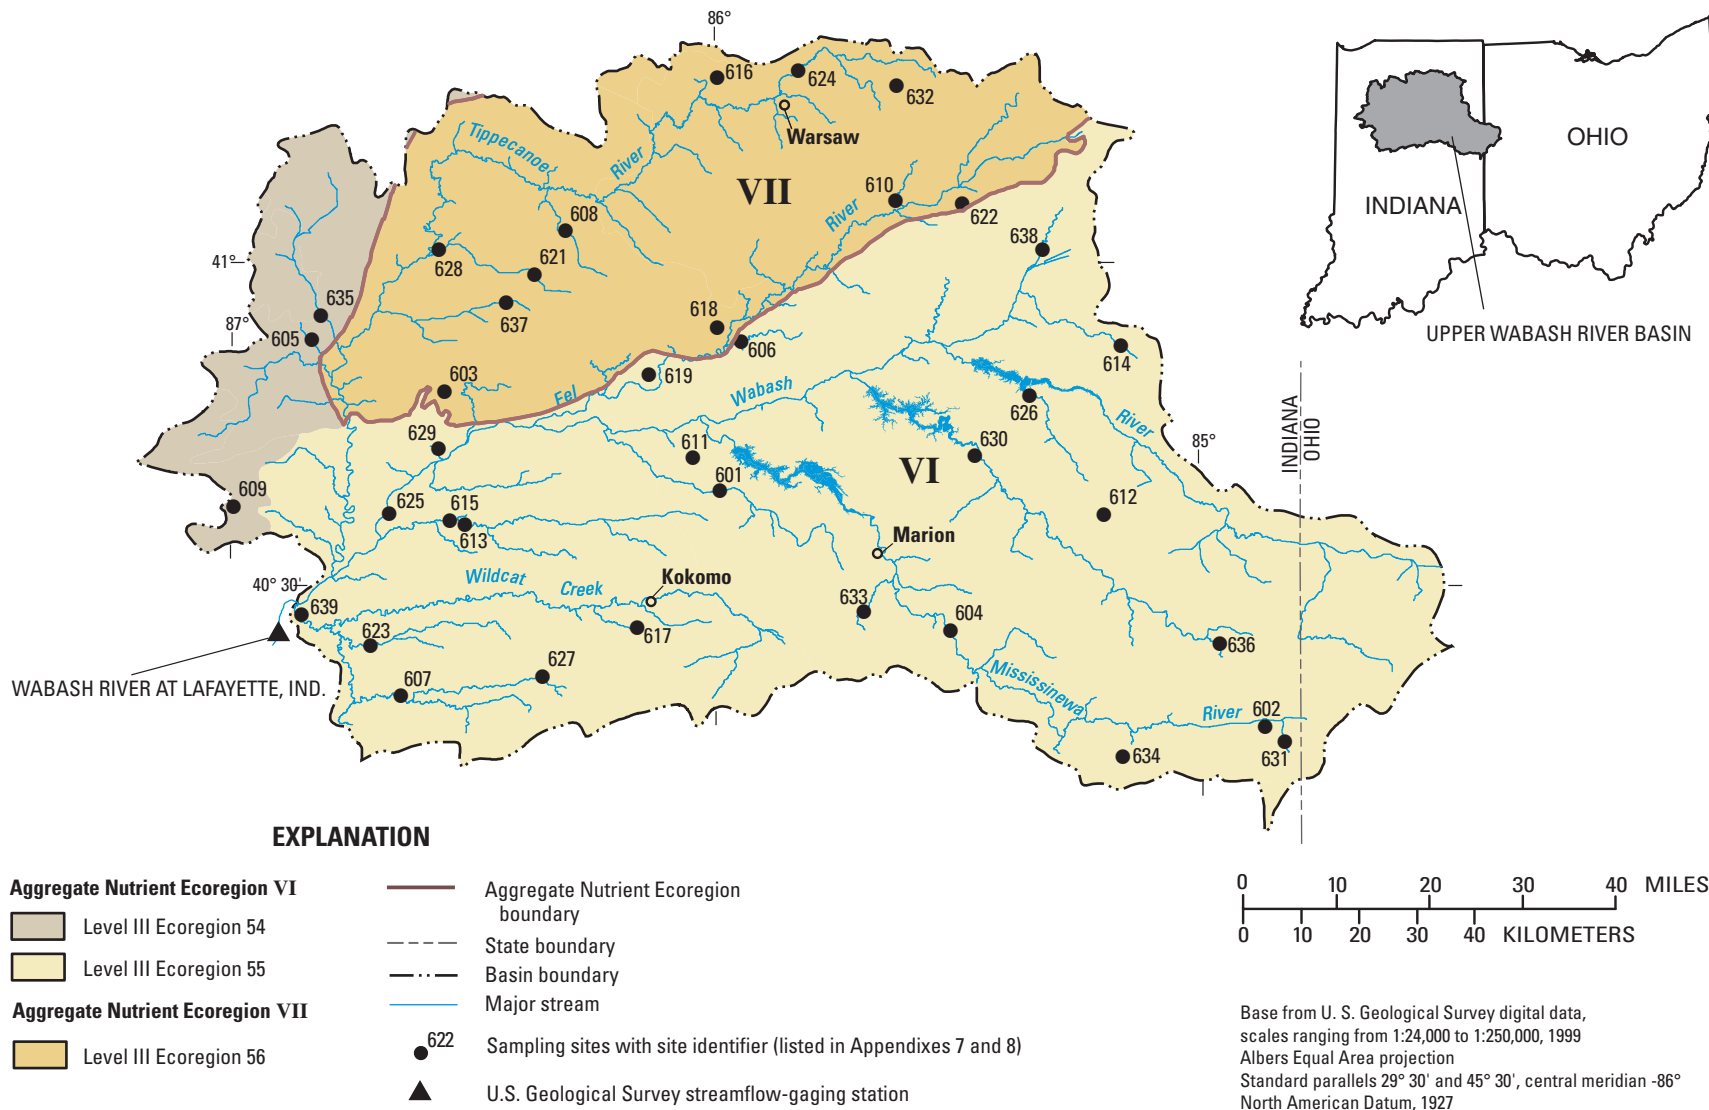 86°
616
624
632
Warsaw
Tippecanoe
River
VII
OHIO
INDIANA
610
River
622
608
638
41°
628
621
635
637
618
87°
605
606
614
UPPER WABASH RIVER BASIN
603
619
Eel
Wabash
626
River
629
611
630
85°
INDIANA
OHIO
VI
601
609
625
615
613
612
Marion
Wildcat
Creek
Kokomo
40° 30'
639
633
604
623
617
636
WABASH RIVER AT LAFAYETTE, IND.
607
627
Mississinewa
River
602
634
631
EXPLANATION
Aggregate Nutrient Ecoregion VI
Level III Ecoregion 54
Level III Ecoregion 55
Aggregate Nutrient Ecoregion VII
Level III Ecoregion 56
Aggregate Nutrient Ecoregion
boundary
State boundary
Basin boundary
Major stream
622
Sampling sites with site identifier (listed in Appendixes 7 and 8)
U.S. Geological Survey streamflow-gaging station
0 10 20 30 40 MILES
0 10 20 30 40 KILOMETERS
Base from U. S. Geological Survey digital data,
scales ranging from 1:24,000 to 1:250,000, 1999
Albers Equal Area projection
Standard parallels 29° 30' and 45° 30', central meridian -86°
North American Datum, 1927